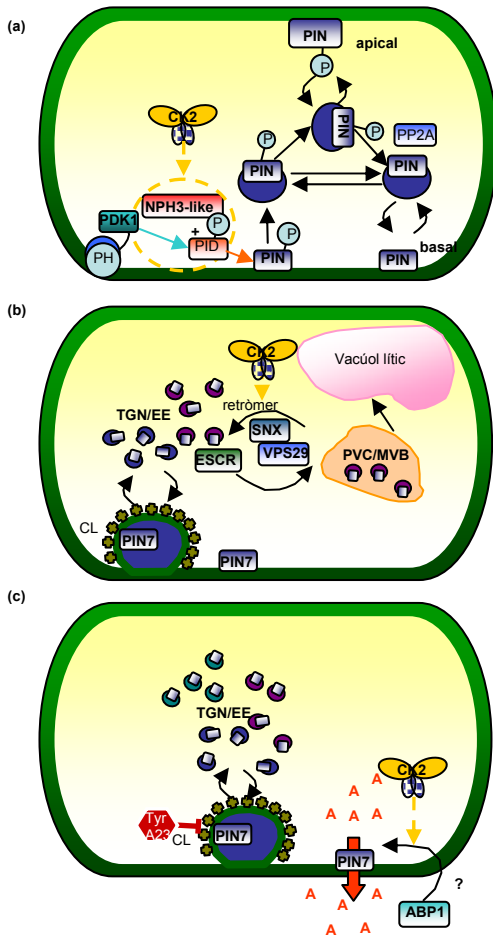 (a)
PIN
apical
P
CK2
PIN
P
P
PP2A
PIN
PIN
NPH3-like
PDK1
P
+
PID
P
PH
PIN
PIN
basal
(b)
CK2
Vacúol lític
retròmer
TGN/EE
SNX
ESCR
VPS29
PVC/MVB
CL
PIN7
PIN7
(c)
TGN/EE
A
CK2
A
A
A
A
A
Tyr
A23
CL
PIN7
PIN7
?
A
A
ABP1
A
A
A